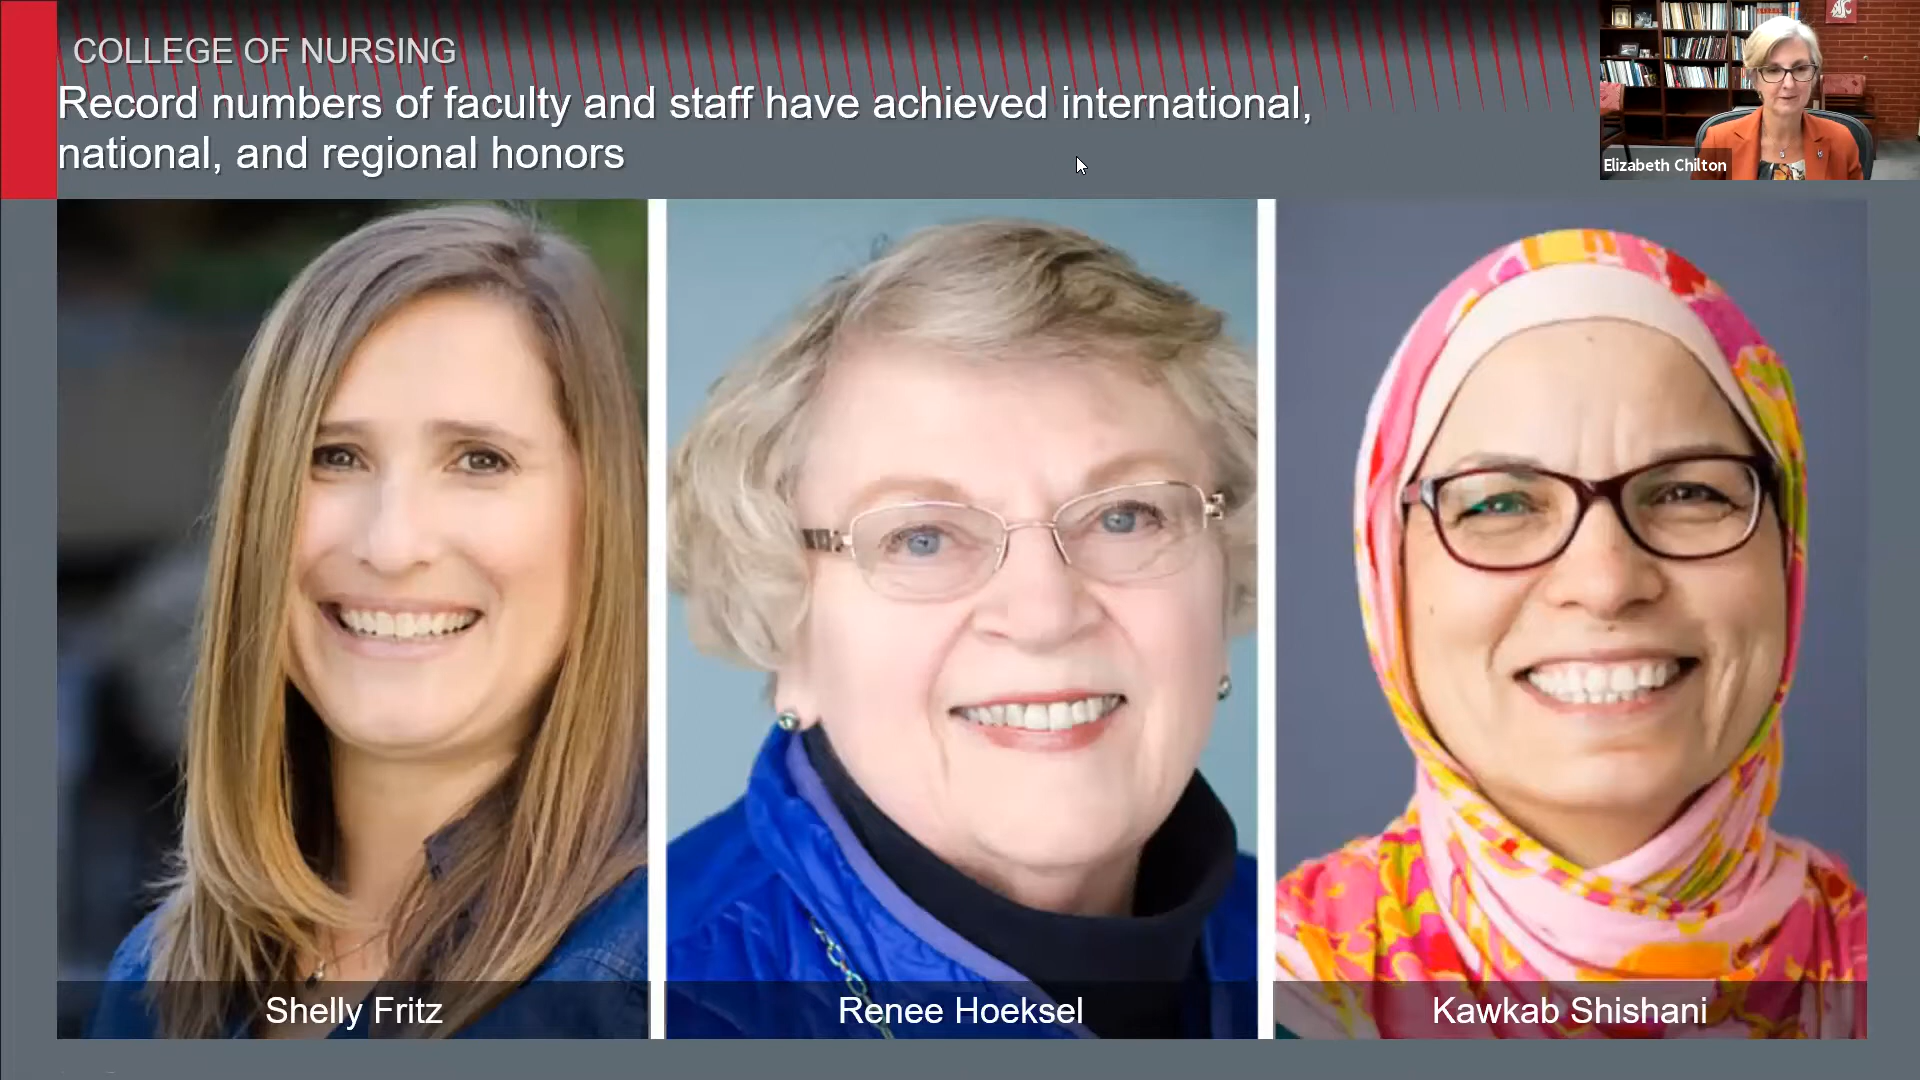 COLLEGE OF NURSING
Record numbers of faculty and staff have achieved international,
national, and regional honors
Elizabeth Chilton
Shelly Fritz
Renee Hoeksel
Kawkab Shishani